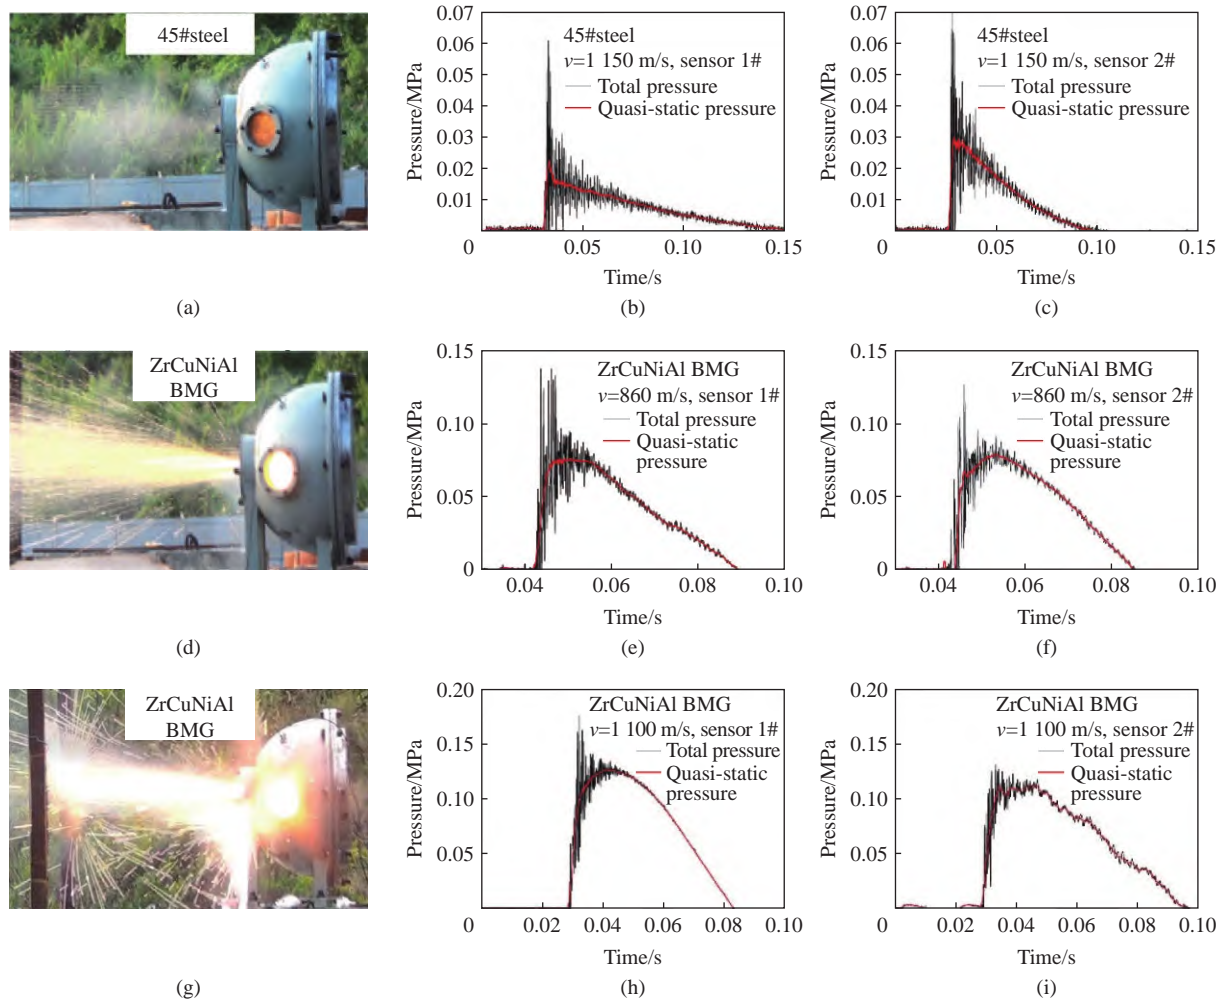 45#steel
0.07
0.06
0.05
0.04
0.03
0.02
0.01
0
0.05
0.10
0.15
Pressure/MPa
Time/s
45#steel
v=1 150 m/s, sensor 1#
Total pressure
Quasi-static pressure
0.07
0.06
0.05
0.04
0.03
0.02
0.01
0
0.05
0.10
0.15
Pressure/MPa
Time/s
45#steel
v=1 150 m/s, sensor 2#
Total pressure
Quasi-static pressure
(a)
(b)
(c)
ZrCuNiAl
BMG
0.15
0.10
0.05
0
0.04
0.06
0.08
0.10
Pressure/MPa
Time/s
ZrCuNiAl BMG
v=860 m/s, sensor 1#
Total pressure
Quasi-static
pressure
0.15
0.10
0.05
0
0.04
0.06
0.08
0.10
Pressure/MPa
Time/s
ZrCuNiAl BMG
v=860 m/s, sensor 2#
Total pressure
Quasi-static
pressure
(d)
(e)
(f)
ZrCuNiAl
BMG
0.20
0.15
0.10
0.05
0
0.02
0.04
0.06
0.08
0.10
Pressure/MPa
Time/s
ZrCuNiAl BMG
v=1 100 m/s, sensor 1#
Total pressure
Quasi-static
pressure
0.20
0.15
0.10
0.05
0
0.02
0.04
0.06
0.08
0.10
Pressure/MPa
Time/s
ZrCuNiAl BMG
v=1 100 m/s, sensor 2#
Total pressure
Quasi-static
pressure
(g)
(h)
(i)